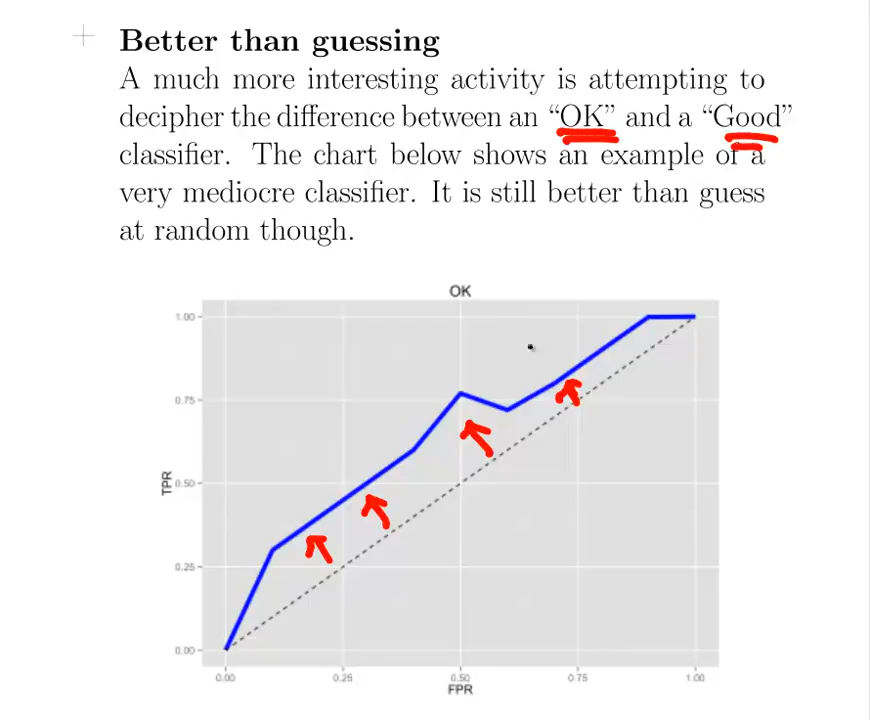 Better than guessing
A much more interesting activity is attempting to
decipher the difference between an “OK” and a “Good”
classifier. The chart below shows an example of a
very mediocre classifier. It is still better than guess
at random though.
OK
1.00
0.75
TPR
0.50
0.25
0.00
0.00 0.25 0.50 0.75 1.00
FPR